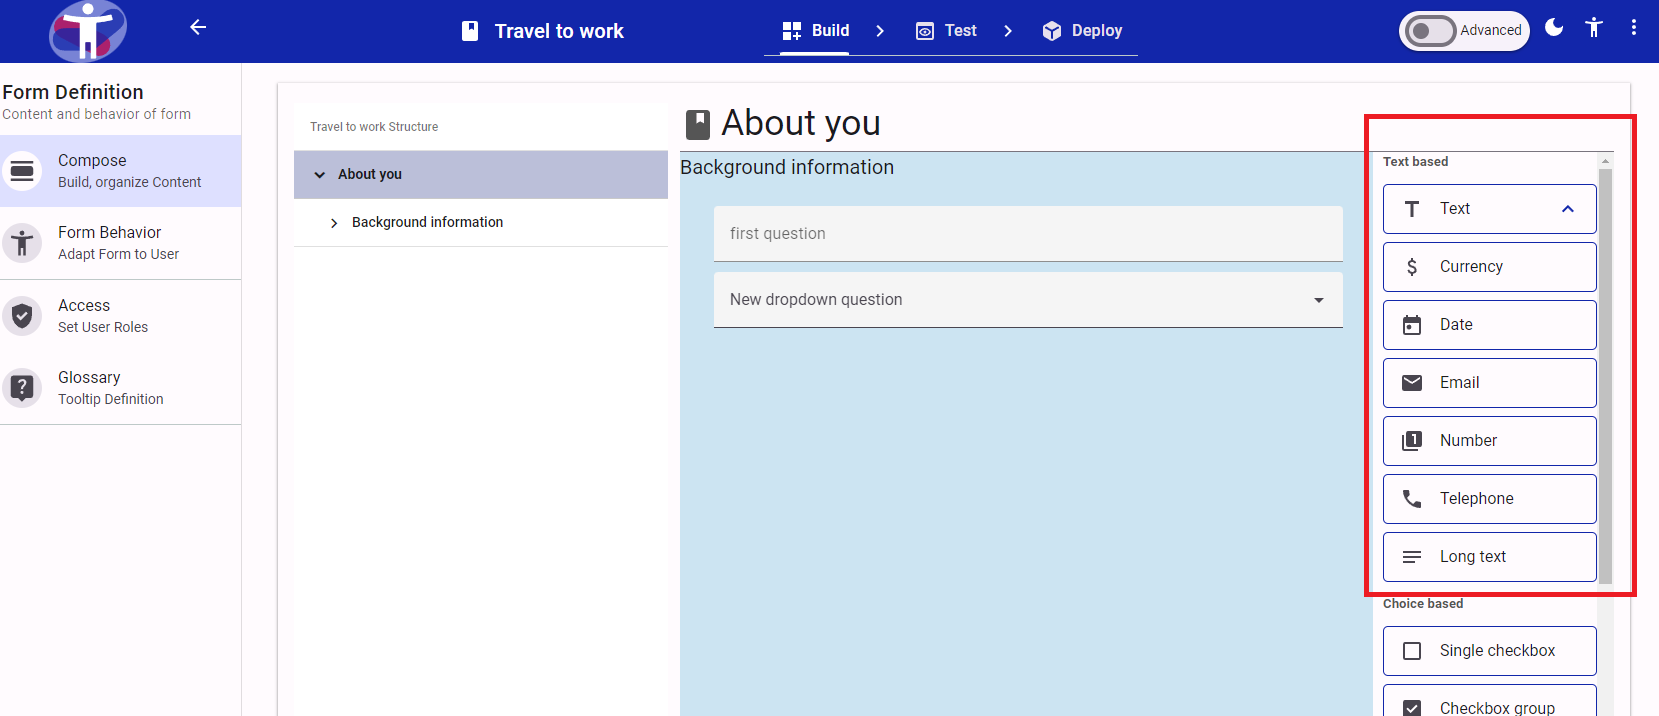 Travel to work
Build
Test
Deploy
Advanced
Form Definition
Content and behavior of form
Compose
Build, organize Content
Form Behavior
Adapt Form to User
Access
Set User Roles
Glossary
Tooltip Definition
Travel to work Structure
About you
Background information
About you
Background information
first question
New dropdown question
Text based
Text
Currency
Date
Email
Number
Telephone
Long text
Choice based
Single checkbox
Checkbox group